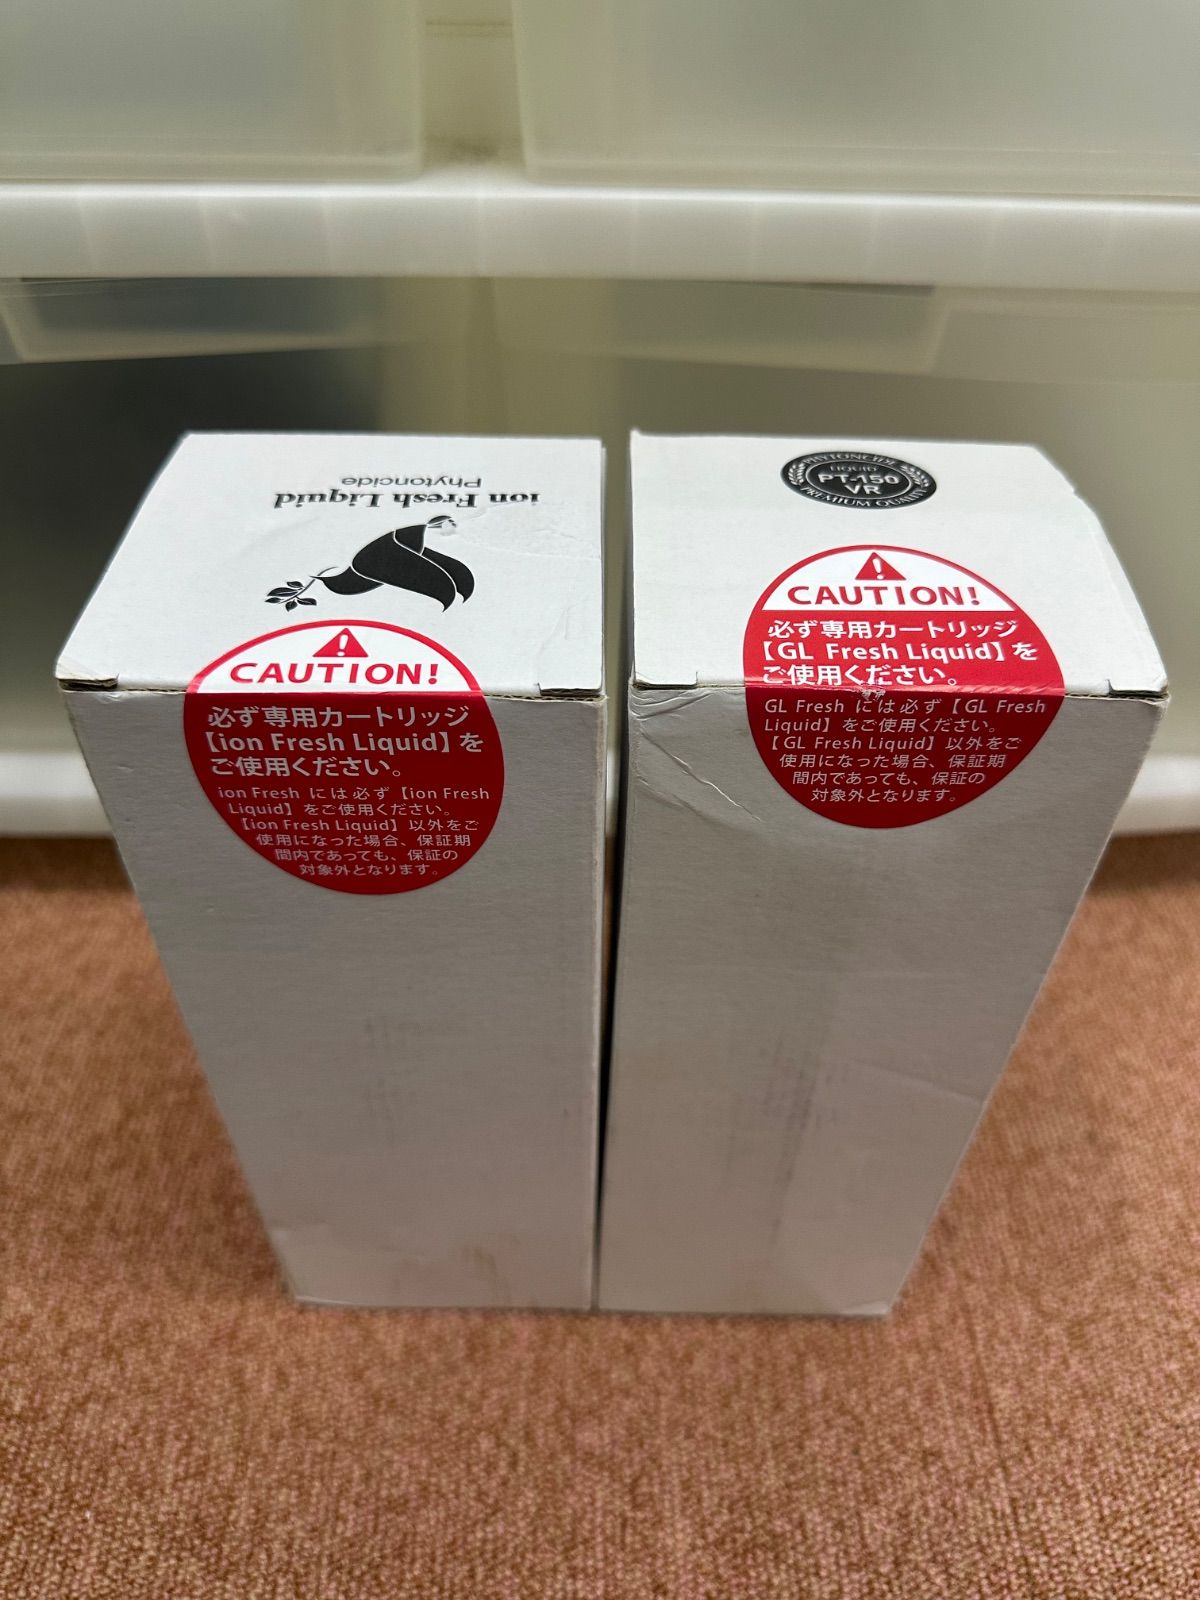 ion Fresh Liquid
Phytoncide
CAUTION!
必ず専用カートリッジ
【ion Fresh Liquid】を
ご使用ください。
ion Fresh には必ず【ion Fresh
Liquid】をご使用ください。
【ion Fresh Liquid】以外をご
使用になった場合、保証期
間内であっても、保証の
対象外となります。
PHYTONCIDE
LIQUID
PT-150
VR
PREMIUM QUALITY
CAUTION!
必ず専用カートリッジ
【GL Fresh Liquid】を
ご使用ください。
GL Fresh には必ず【GL Fresh
Liquid】をご使用ください。
【GL Fresh Liquid】以外をご
使用になった場合、保証期
間内であっても、保証の
対象外となります。